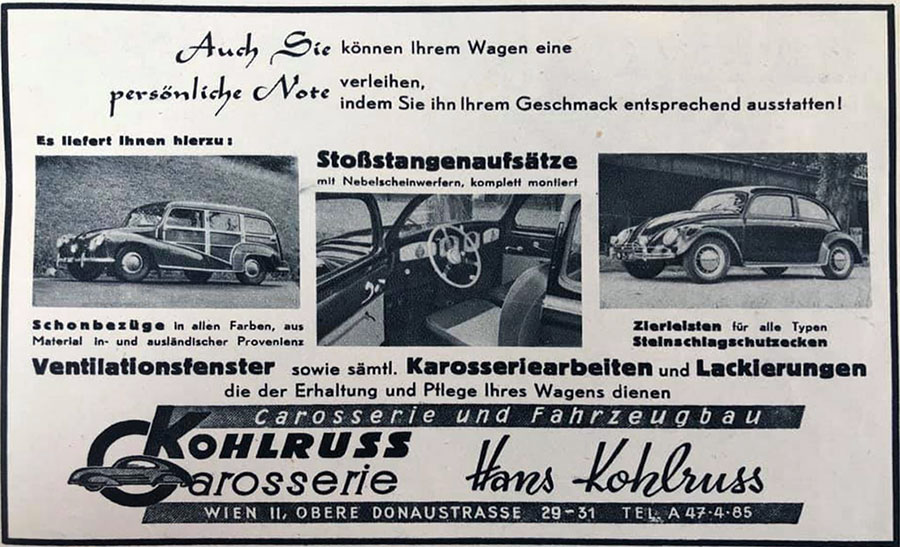 Auch Sie können Ihrem Wagen eine
persönliche Note verleihen,
indem Sie ihn Ihrem Geschmack entsprechend ausstatten!
Es liefert Ihnen hierzu:
Stoßstangenaufsätze
mit Nebelscheinwerfern, komplett montiert
Schonbezüge in allen Farben, aus
Material in- und ausländischer Provenienz
Zierleisten für alle Typen
Steinschlagschutzecken
Ventilationsfenster sowie sämtl. Karosseriearbeiten und Lackierungen
die der Erhaltung und Pflege Ihres Wagens dienen
Carosserie und Fahrzeugbau
KOHLRUSS
Carosserie
Hans Kohlruss
WIEN II, OBERE DONAUSTRASSE 29-31 TEL. A 47-4-85